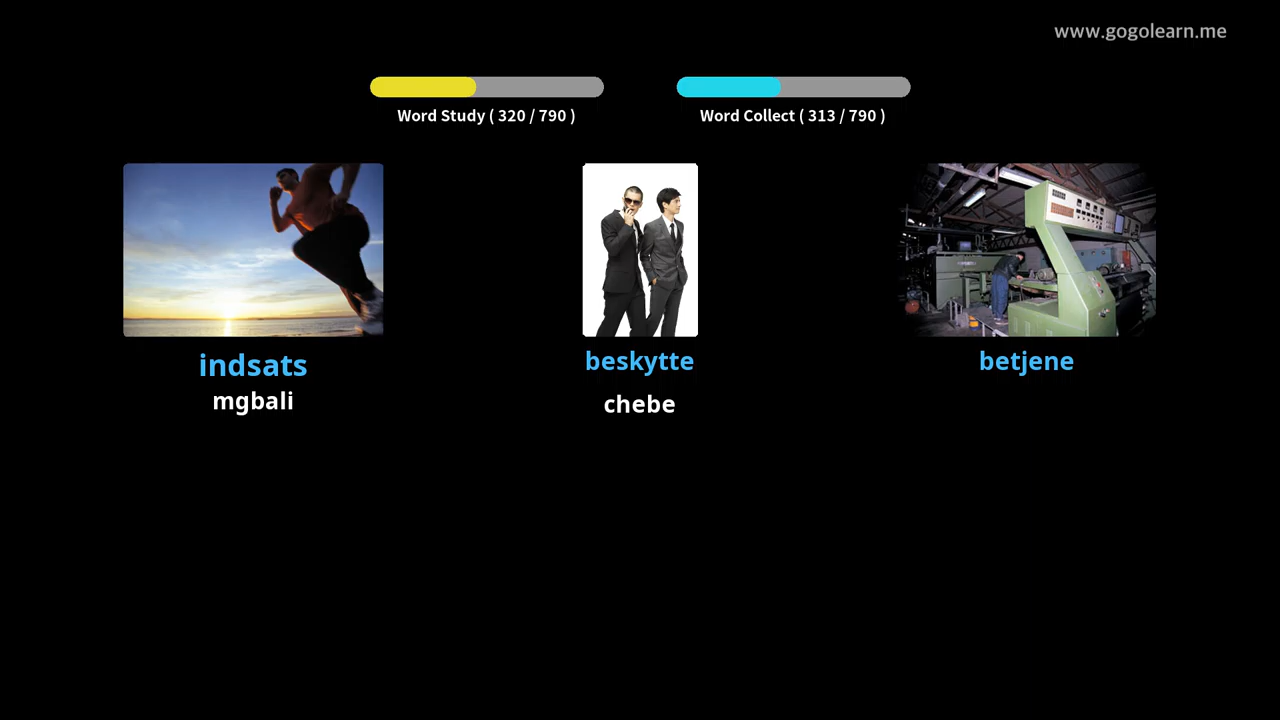 www.gogolearn.me
Word Study ( 320 / 790 )
Word Collect ( 313 / 790 )
indsats
mgbali
beskytte
chebe
betjene